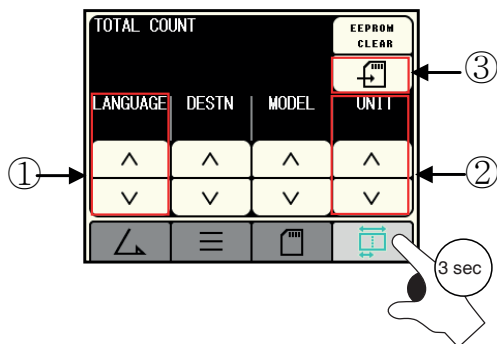 TOTAL COUNT
EEPROM
CLEAR
③
LANGUAGE DESTN MODEL UNIT
①
②
3 sec